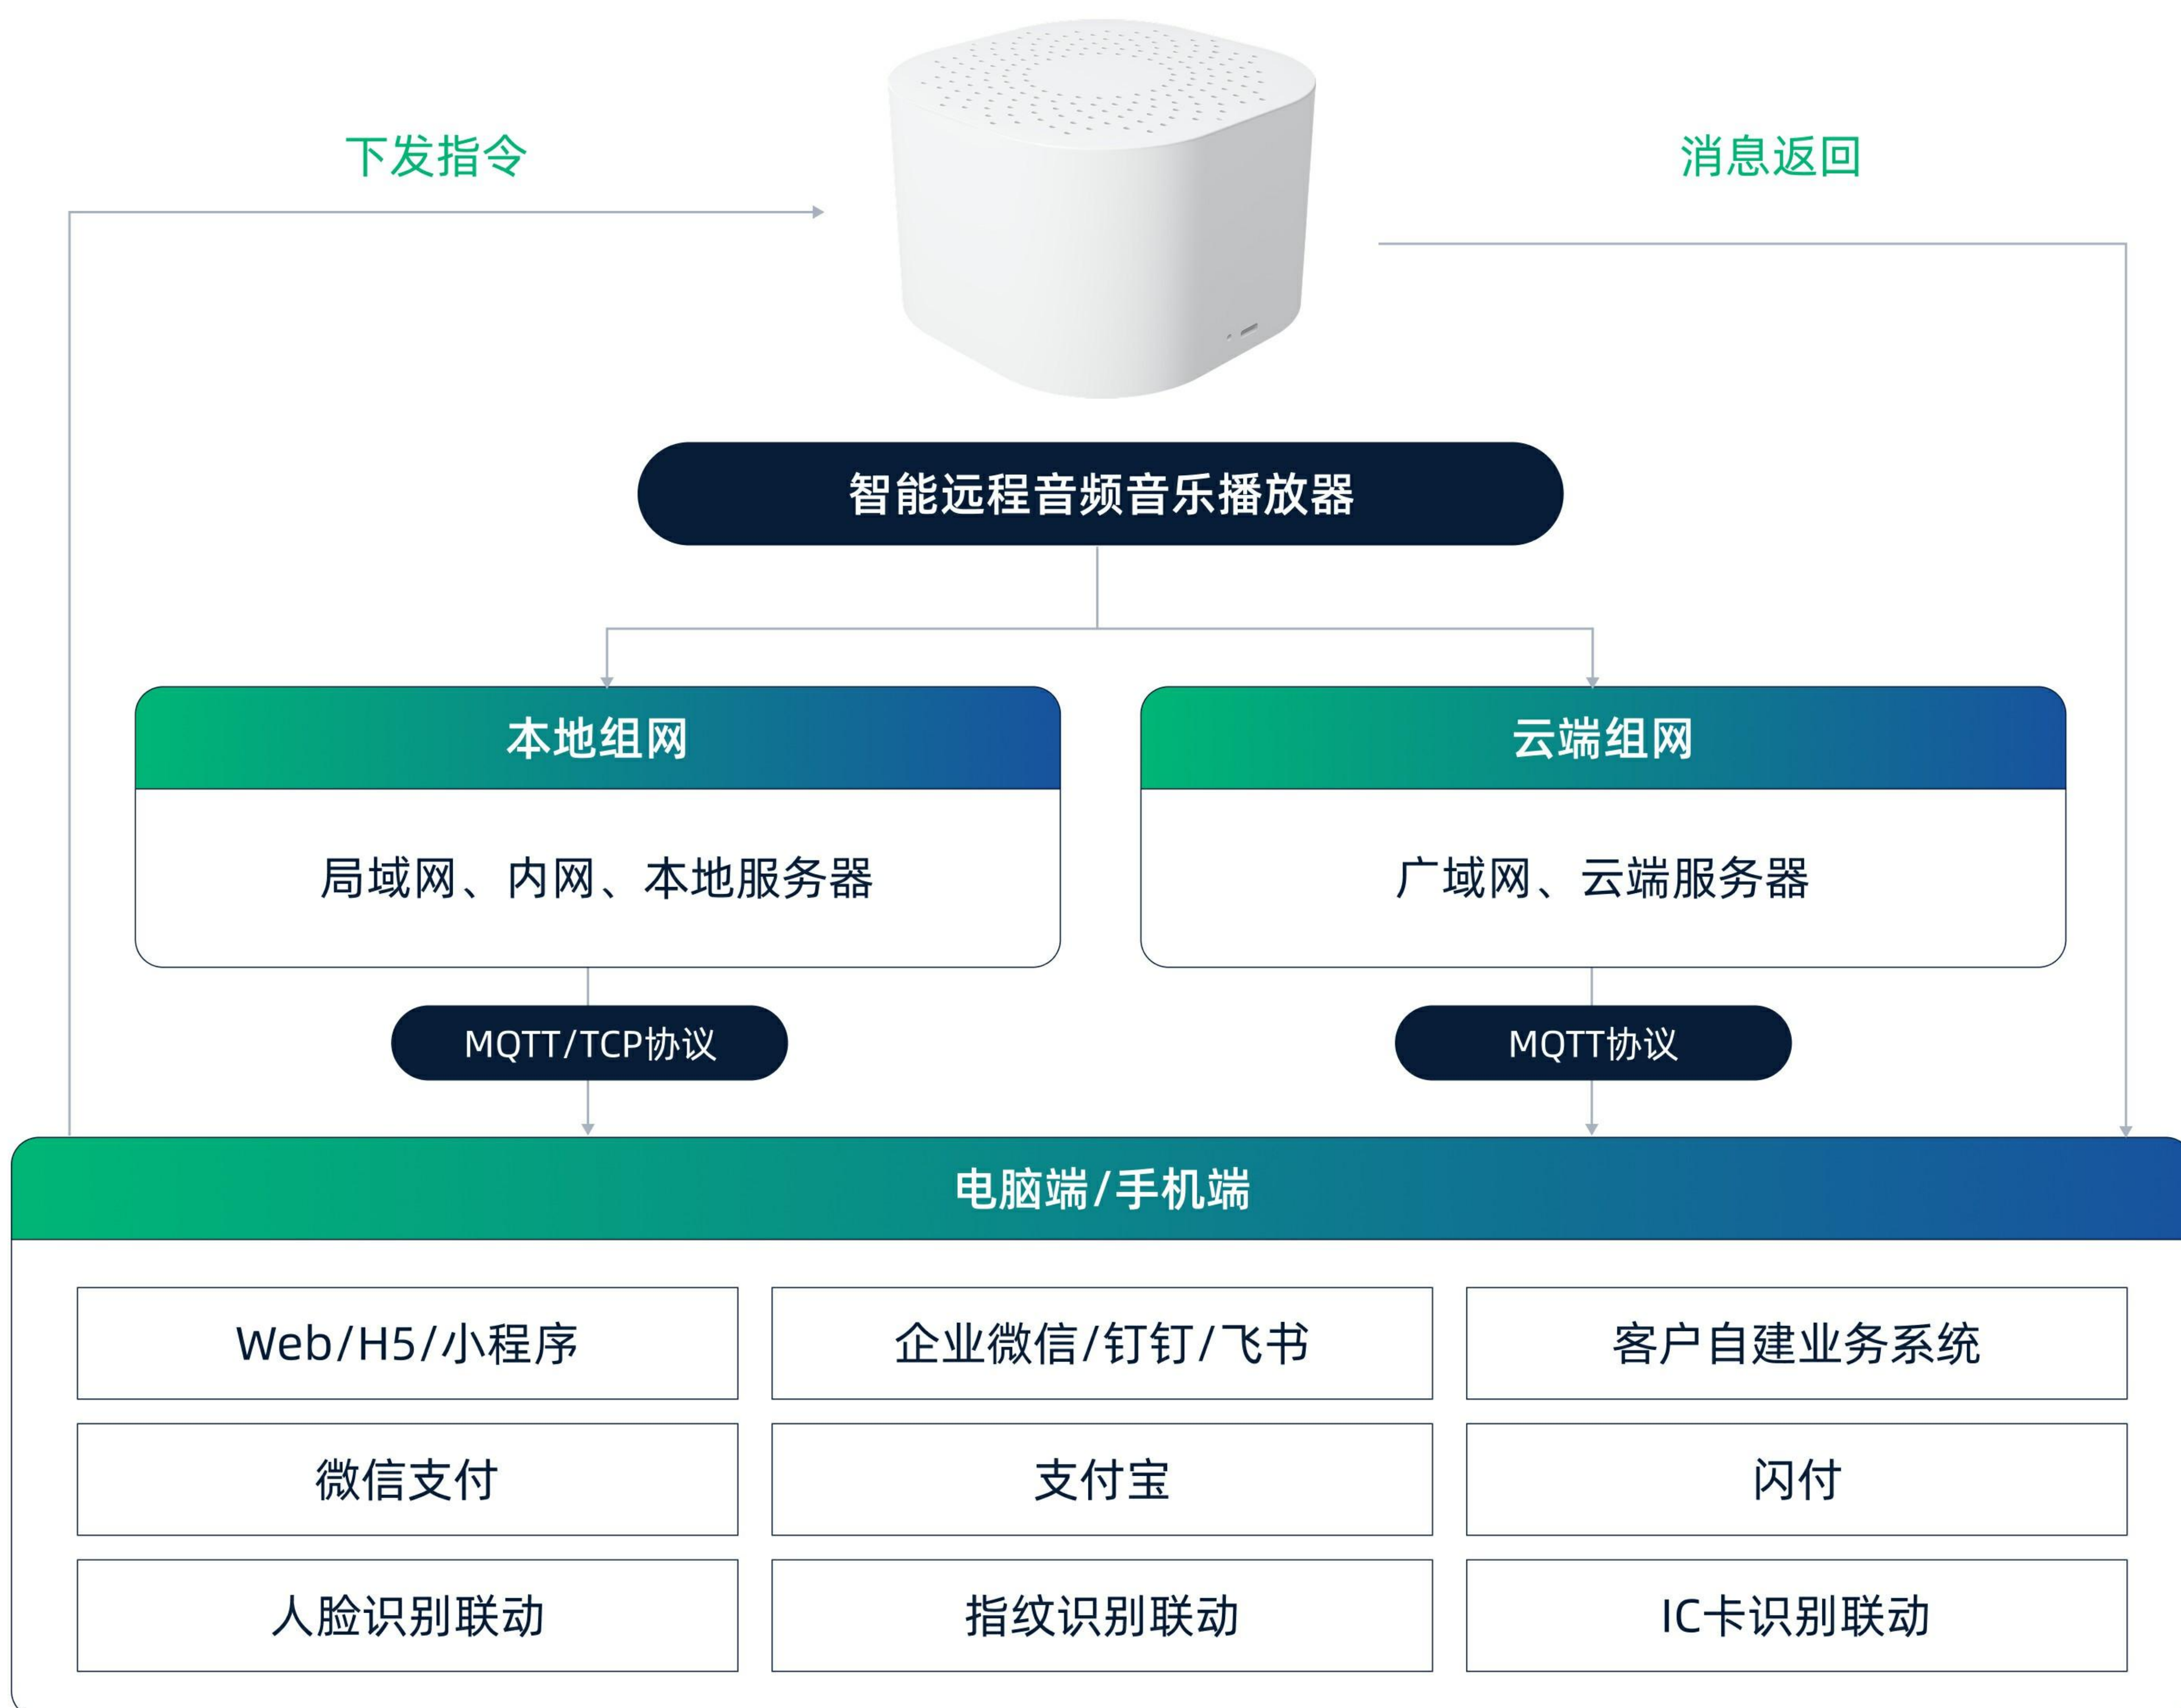 下发指令
消息返回
智能远程音频音乐播放器
本地组网
云端组网
局域网、内网、本地服务器
广域网、云端服务器
MQTT/TCP协议
MQTT协议
电脑端/手机端
Web/H5/小程序
企业微信/钉钉/飞书
客户自建业务系统
微信支付
支付宝
闪付
人脸识别联动
指纹识别联动
IC卡识别联动